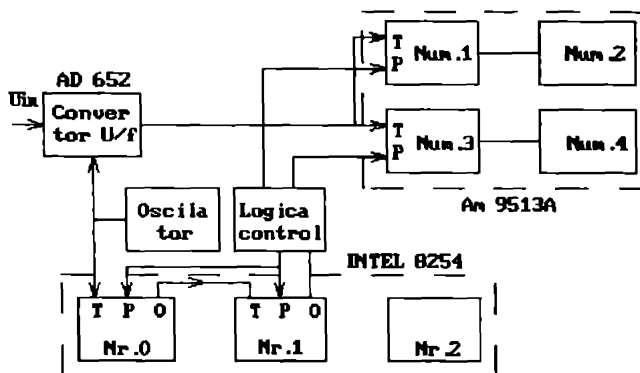 AD 652
Uin
Conver
tor U/f
T
P
Num.1
Num.2
T
P
Num.3
Num.4
Am 9513A
Oscila
tor
Logica
control
INTEL 8254
T P O
Nr.0
T P O
Nr.1
Nr.2